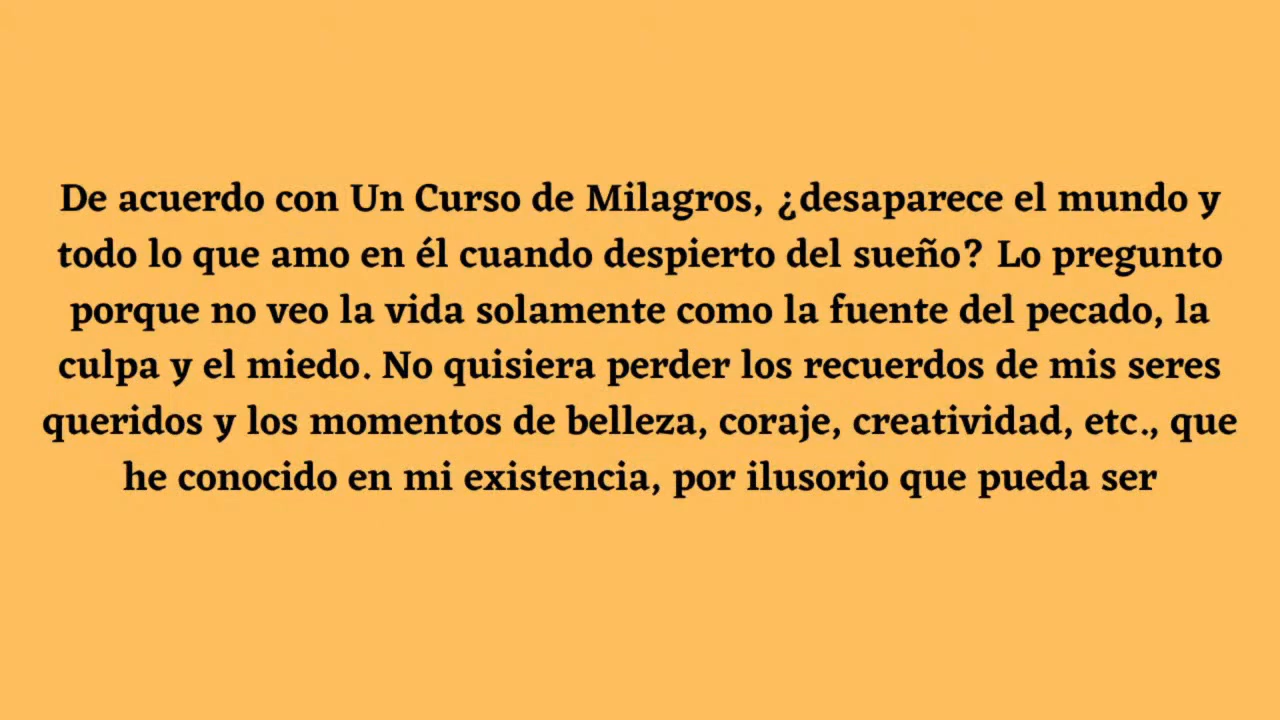 De acuerdo con Un Curso de Milagros, ¿desaparece el mundo y
todo lo que amo en él cuando despierto del sueño? Lo pregunto
porque no veo la vida solamente como la fuente del pecado, la
culpa y el miedo. No quisiera perder los recuerdos de mis seres
queridos y los momentos de belleza, coraje, creatividad, etc., que
he conocido en mi existencia, por ilusorio que pueda ser